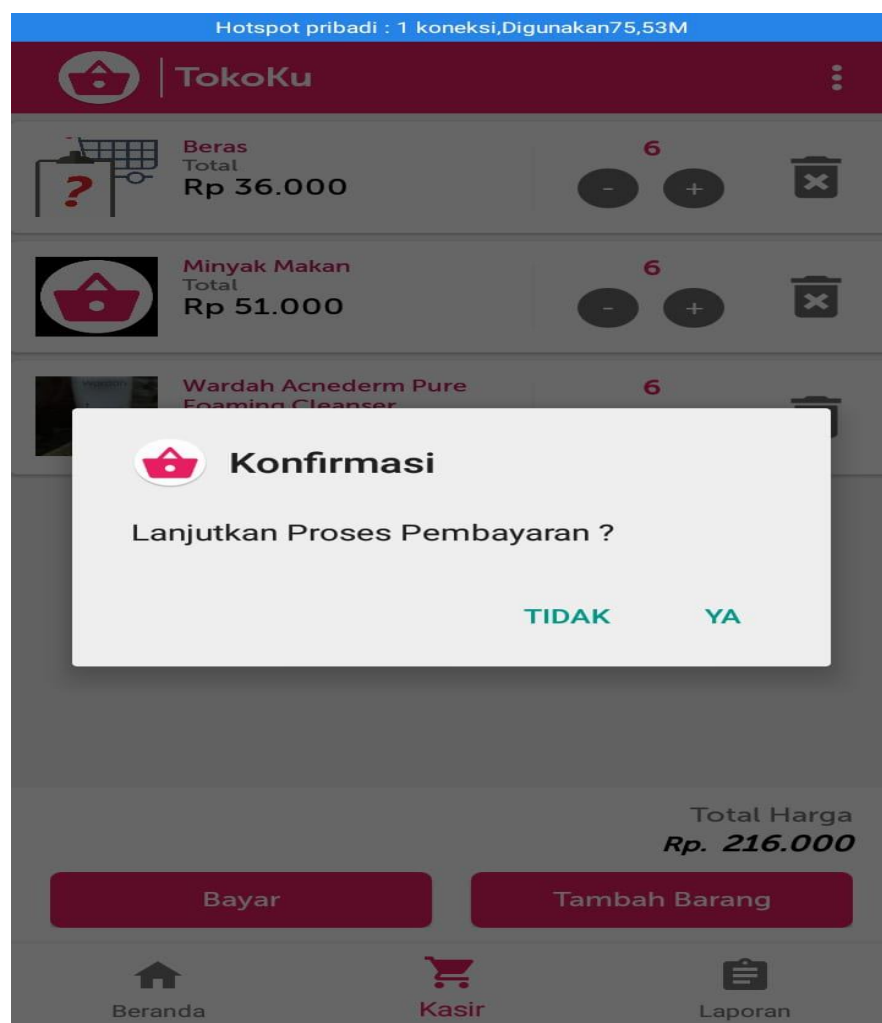 Hotspot pribadi : 1 koneksi,Digunakan75,53M
TokoKu
Beras
Total
Rp 36.000
6
- +
Minyak Makan
Total
Rp 51.000
6
- +
Wardah Acnederm Pure
Foaming Cleanser
6
Konfirmasi
Lanjutkan Proses Pembayaran ?
TIDAK YA
Total Harga
Rp. 216.000
Bayar Tambah Barang
Beranda Kasir Laporan